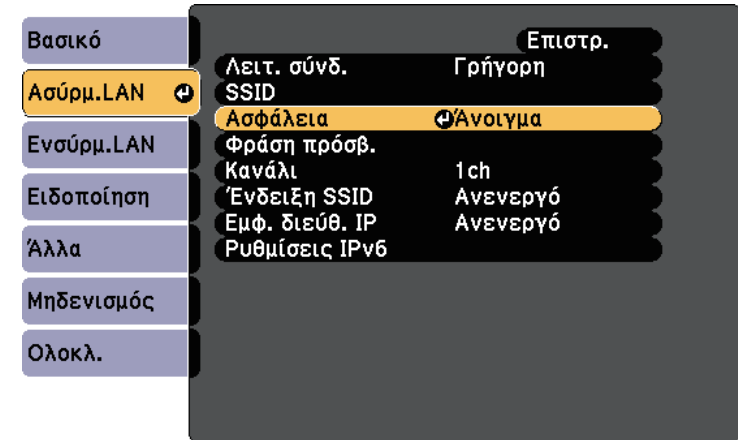 Βασικό
Ασύρμ.LAN
Ενσύρμ.LAN
Ειδοποίηση
Άλλα
Μηδενισμός
Ολοκλ.
Επιστρ.
Λειτ. σύνδ. Γρήγορη
SSID
Ασφάλεια Άνοιγμα
Φράση πρόσβ.
Κανάλι 1ch
Ένδειξη SSID Ανενεργό
Εμφ. διεύθ. IP Ανενεργό
Ρυθμίσεις IPv6